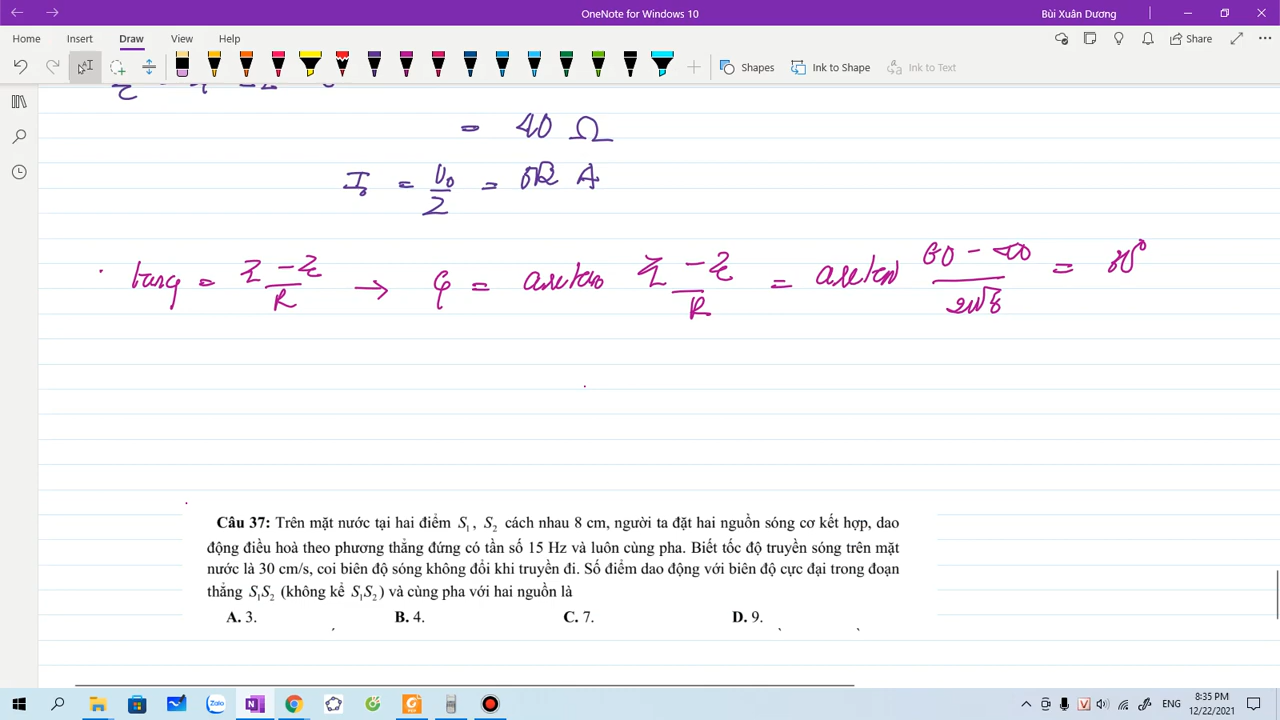 OneNote for Windows 10
Bùi Xuân Dương
Home Insert Draw View Help
Share
Shapes Ink to Shape Ink to Text
= 40 Ω
I₀ = U₀/Z = A
tanφ = Z - Z / R → φ = arctan Z - Z / R = arctan 60 - 40 / 20√3 = 30°
Câu 37: Trên mặt nước tại hai điểm S₁, S₂ cách nhau 8 cm, người ta đặt hai nguồn sóng cơ kết hợp, dao
động điều hoà theo phương thẳng đứng có tần số 15 Hz và luôn cùng pha. Biết tốc độ truyền sóng trên mặt
nước là 30 cm/s, coi biên độ sóng không đổi khi truyền đi. Số điểm dao động với biên độ cực đại trong đoạn
thẳng S₁S₂ (không kể S₁S₂) và cùng pha với hai nguồn là
A. 3. B. 4. C. 7. D. 9.
Zalo
ENG
8:35 PM
12/22/2021